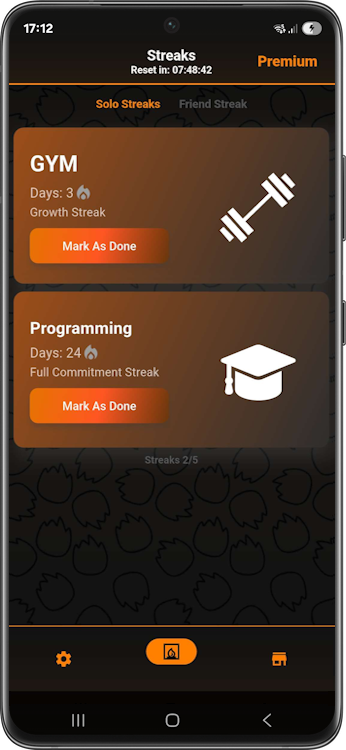 17:12
Streaks
Reset in: 07:48:42
Premium
Solo Streaks
Friend Streak
GYM
Days: 3
Growth Streak
Mark As Done
Programming
Days: 24
Full Commitment Streak
Mark As Done
Streaks 2/5